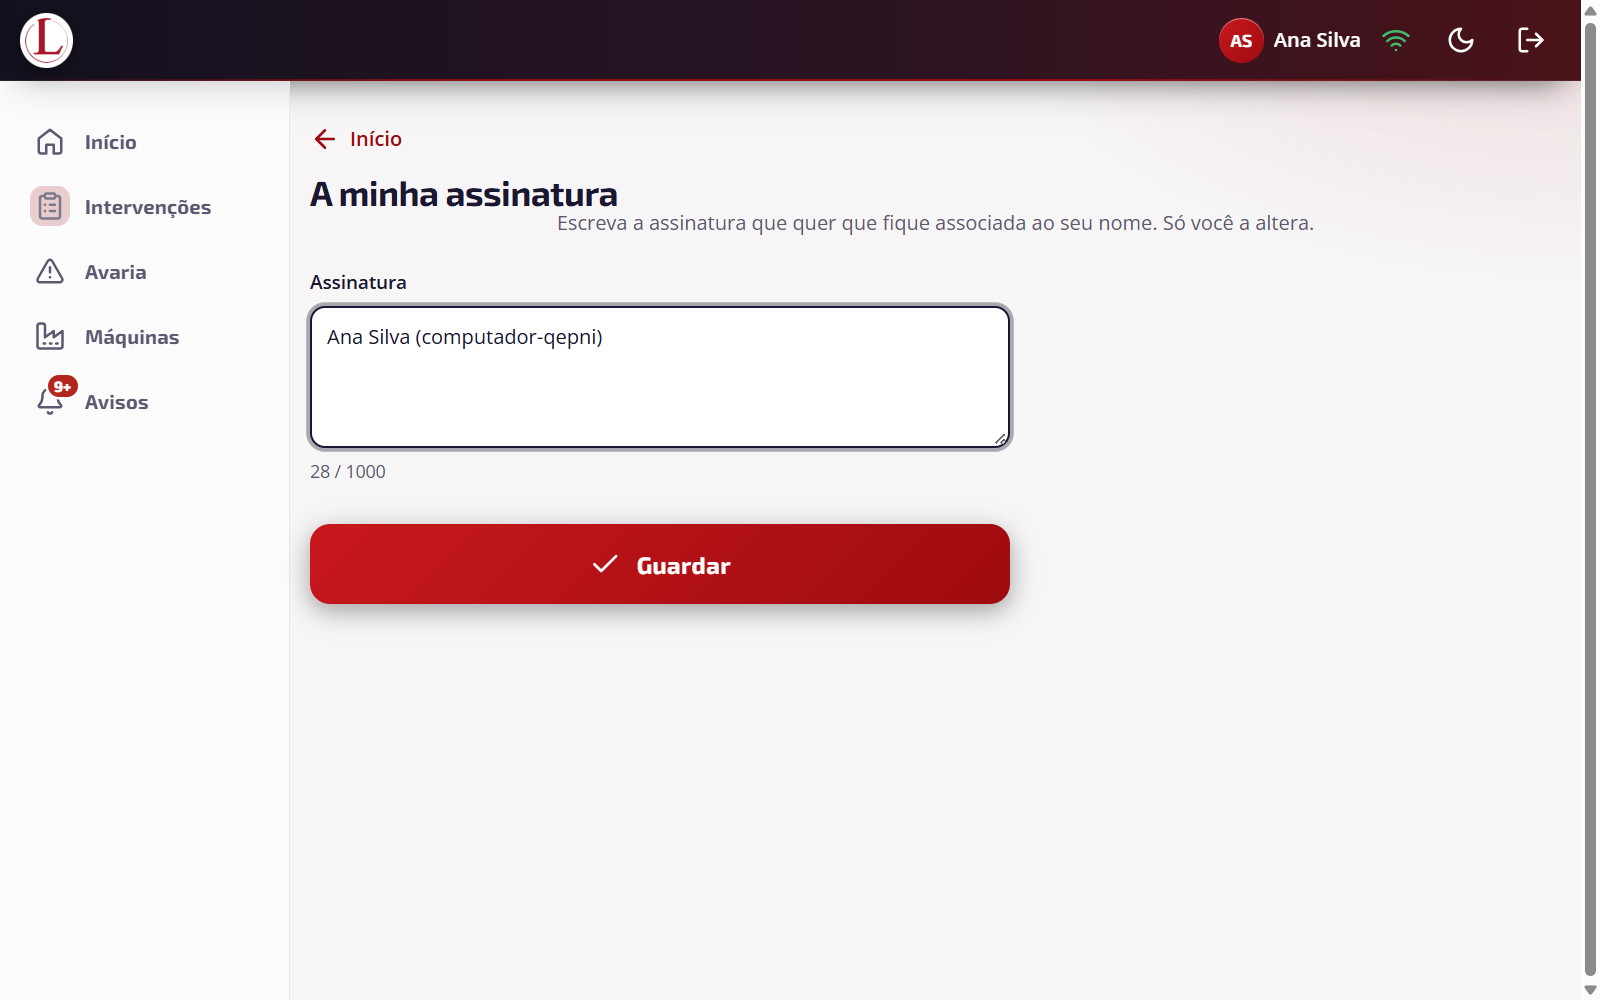 L
AS Ana Silva
Início
Intervenções
Avaria
Máquinas
9+
Avisos
Início
A minha assinatura
Escreva a assinatura que quer que fique associada ao seu nome. Só você a altera.
Assinatura
Ana Silva (computador-qepni)
28 / 1000
Guardar